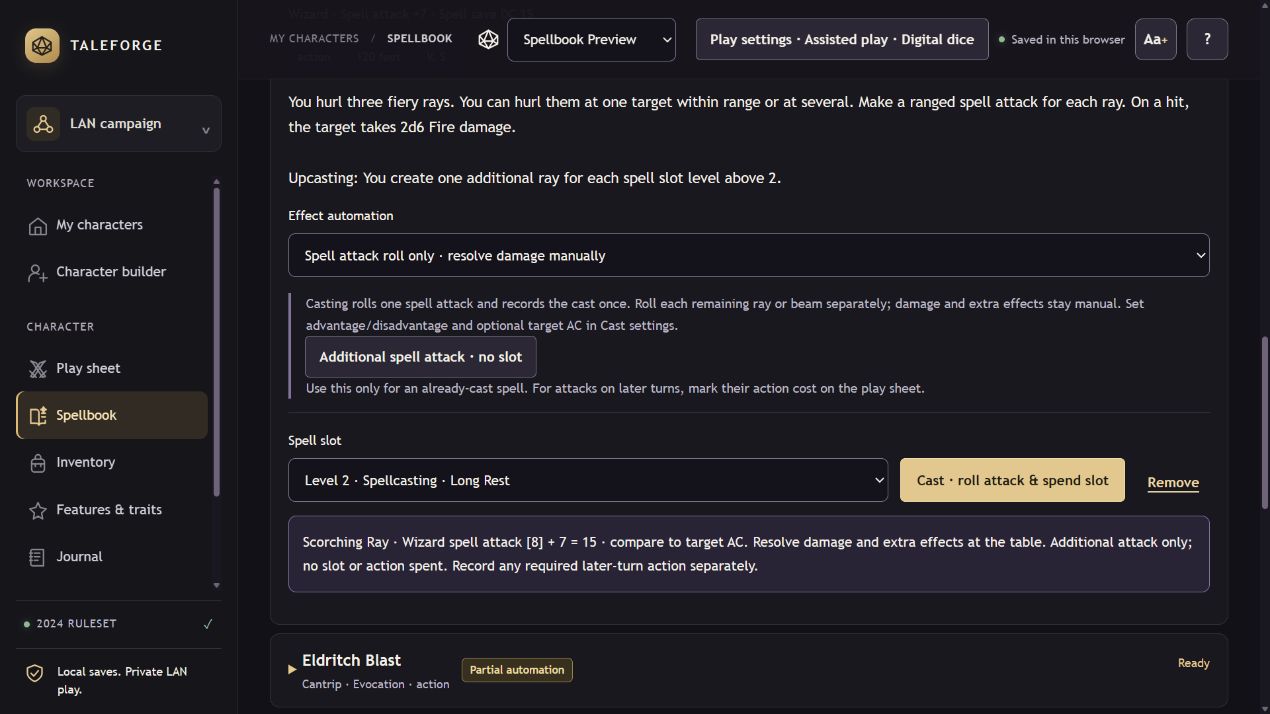 TALEFORGE
LAN campaign
WORKSPACE
My characters
Character builder
CHARACTER
Play sheet
Spellbook
Inventory
Features & traits
Journal
2024 RULESET
Local saves. Private LAN
play.
Wizard · Spell attack +7 · Spell save DC 15
MY CHARACTERS / SPELLBOOK
Spellbook Preview
Play settings · Assisted play · Digital dice
Saved in this browser
Aa+
?
You hurl three fiery rays. You can hurl them at one target within range or at several. Make a ranged spell attack for each ray. On a hit,
the target takes 2d6 Fire damage.
Upcasting: You create one additional ray for each spell slot level above 2.
Effect automation
Spell attack roll only · resolve damage manually
Casting rolls one spell attack and records the cast once. Roll each remaining ray or beam separately; damage and extra effects stay manual. Set
advantage/disadvantage and optional target AC in Cast settings.
Additional spell attack · no slot
Use this only for an already-cast spell. For attacks on later turns, mark their action cost on the play sheet.
Spell slot
Level 2 · Spellcasting · Long Rest
Cast · roll attack & spend slot
Remove
Scorching Ray · Wizard spell attack [8] + 7 = 15 · compare to target AC. Resolve damage and extra effects at the table. Additional attack only;
no slot or action spent. Record any required later-turn action separately.
Eldritch Blast
Cantrip · Evocation · action
Partial automation
Ready